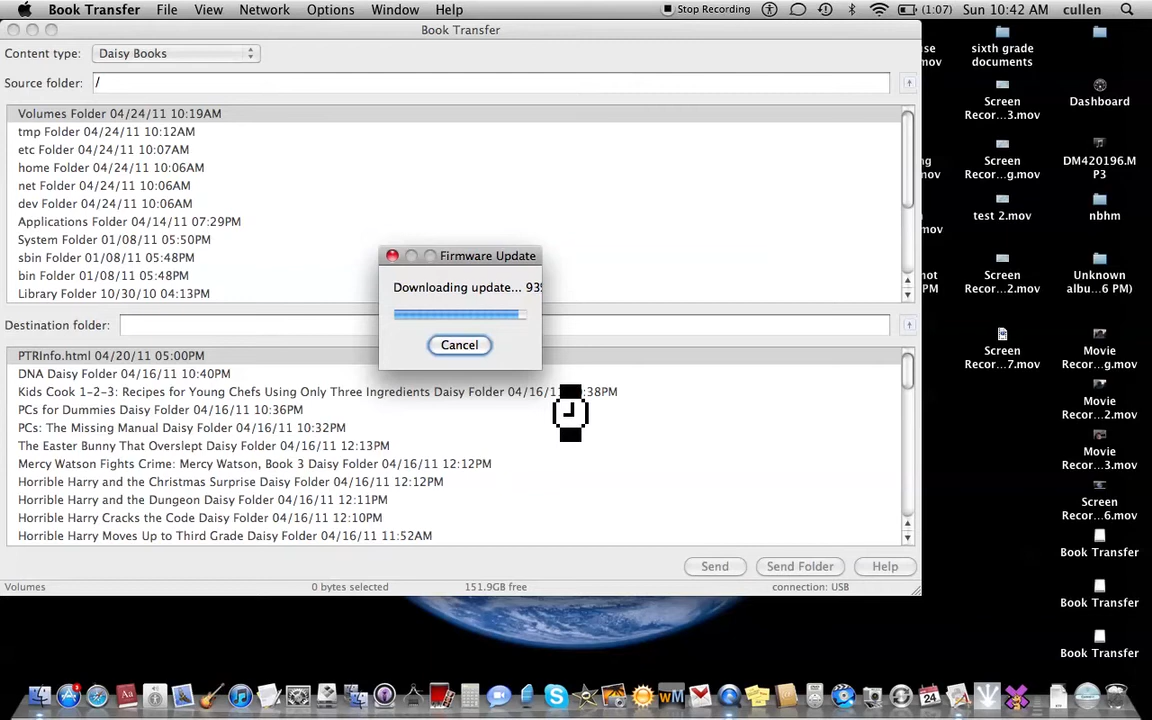 Book Transfer File View Network Options Window Help Stop Recording (1:07) Sun 10:42 AM cullen
Book Transfer
Content type: Daisy Books
Source folder: /
Volumes Folder 04/24/11 10:19AM
tmp Folder 04/24/11 10:12AM
etc Folder 04/24/11 10:07AM
home Folder 04/24/11 10:06AM
net Folder 04/24/11 10:06AM
dev Folder 04/24/11 10:06AM
Applications Folder 04/14/11 07:29PM
System Folder 01/08/11 05:50PM
sbin Folder 01/08/11 05:48PM
bin Folder 01/08/11 05:48PM
Library Folder 10/30/10 04:13PM
Firmware Update
Downloading update... 93%
Cancel
Destination folder:
PTRInfo.html 04/20/11 05:00PM
DNA Daisy Folder 04/16/11 10:40PM
Kids Cook 1-2-3: Recipes for Young Chefs Using Only Three Ingredients Daisy Folder 04/16/11 :38PM
PCs for Dummies Daisy Folder 04/16/11 10:36PM
PCs: The Missing Manual Daisy Folder 04/16/11 10:32PM
The Easter Bunny That Overslept Daisy Folder 04/16/11 12:13PM
Mercy Watson Fights Crime: Mercy Watson, Book 3 Daisy Folder 04/16/11 12:12PM
Horrible Harry and the Christmas Surprise Daisy Folder 04/16/11 12:12PM
Horrible Harry and the Dungeon Daisy Folder 04/16/11 12:11PM
Horrible Harry Cracks the Code Daisy Folder 04/16/11 12:10PM
Horrible Harry Moves Up to Third Grade Daisy Folder 04/16/11 11:52AM
Send Send Folder Help
Volumes 0 bytes selected 151.9GB free connection: USB
use
.mov
ng
.mov
.mov
not
PM
sixth grade
documents
Screen
Recor...3.mov
Dashboard
Screen
Recor...g.mov
DM420196.M
P3
test 2.mov
nbhm
Screen
Recor...2.mov
Unknown
albu...6 PM)
Screen
Recor...7.mov
Movie
Recor...g.mov
Movie
Recor...2.mov
Movie
Recor...3.mov
Screen
Recor...6.mov
Book Transfer
Book Transfer
Book Transfer
Aa
wM
24